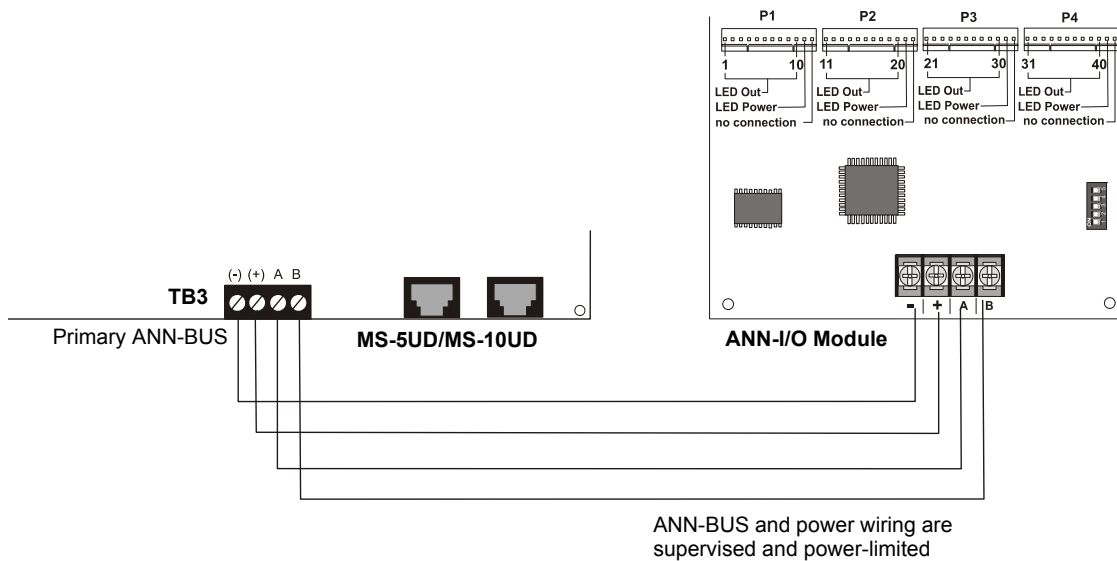 P1 P2 P3 P4
1 10 11 20 21 30 31 40
LED Out LED Out LED Out LED Out
LED Power LED Power LED Power LED Power
no connection no connection no connection no connection
ON
(-) (+) A B
TB3
Primary ANN-BUS
MS-5UD/MS-10UD
- + A B
ANN-I/O Module
ANN-BUS and power wiring are
supervised and power-limited